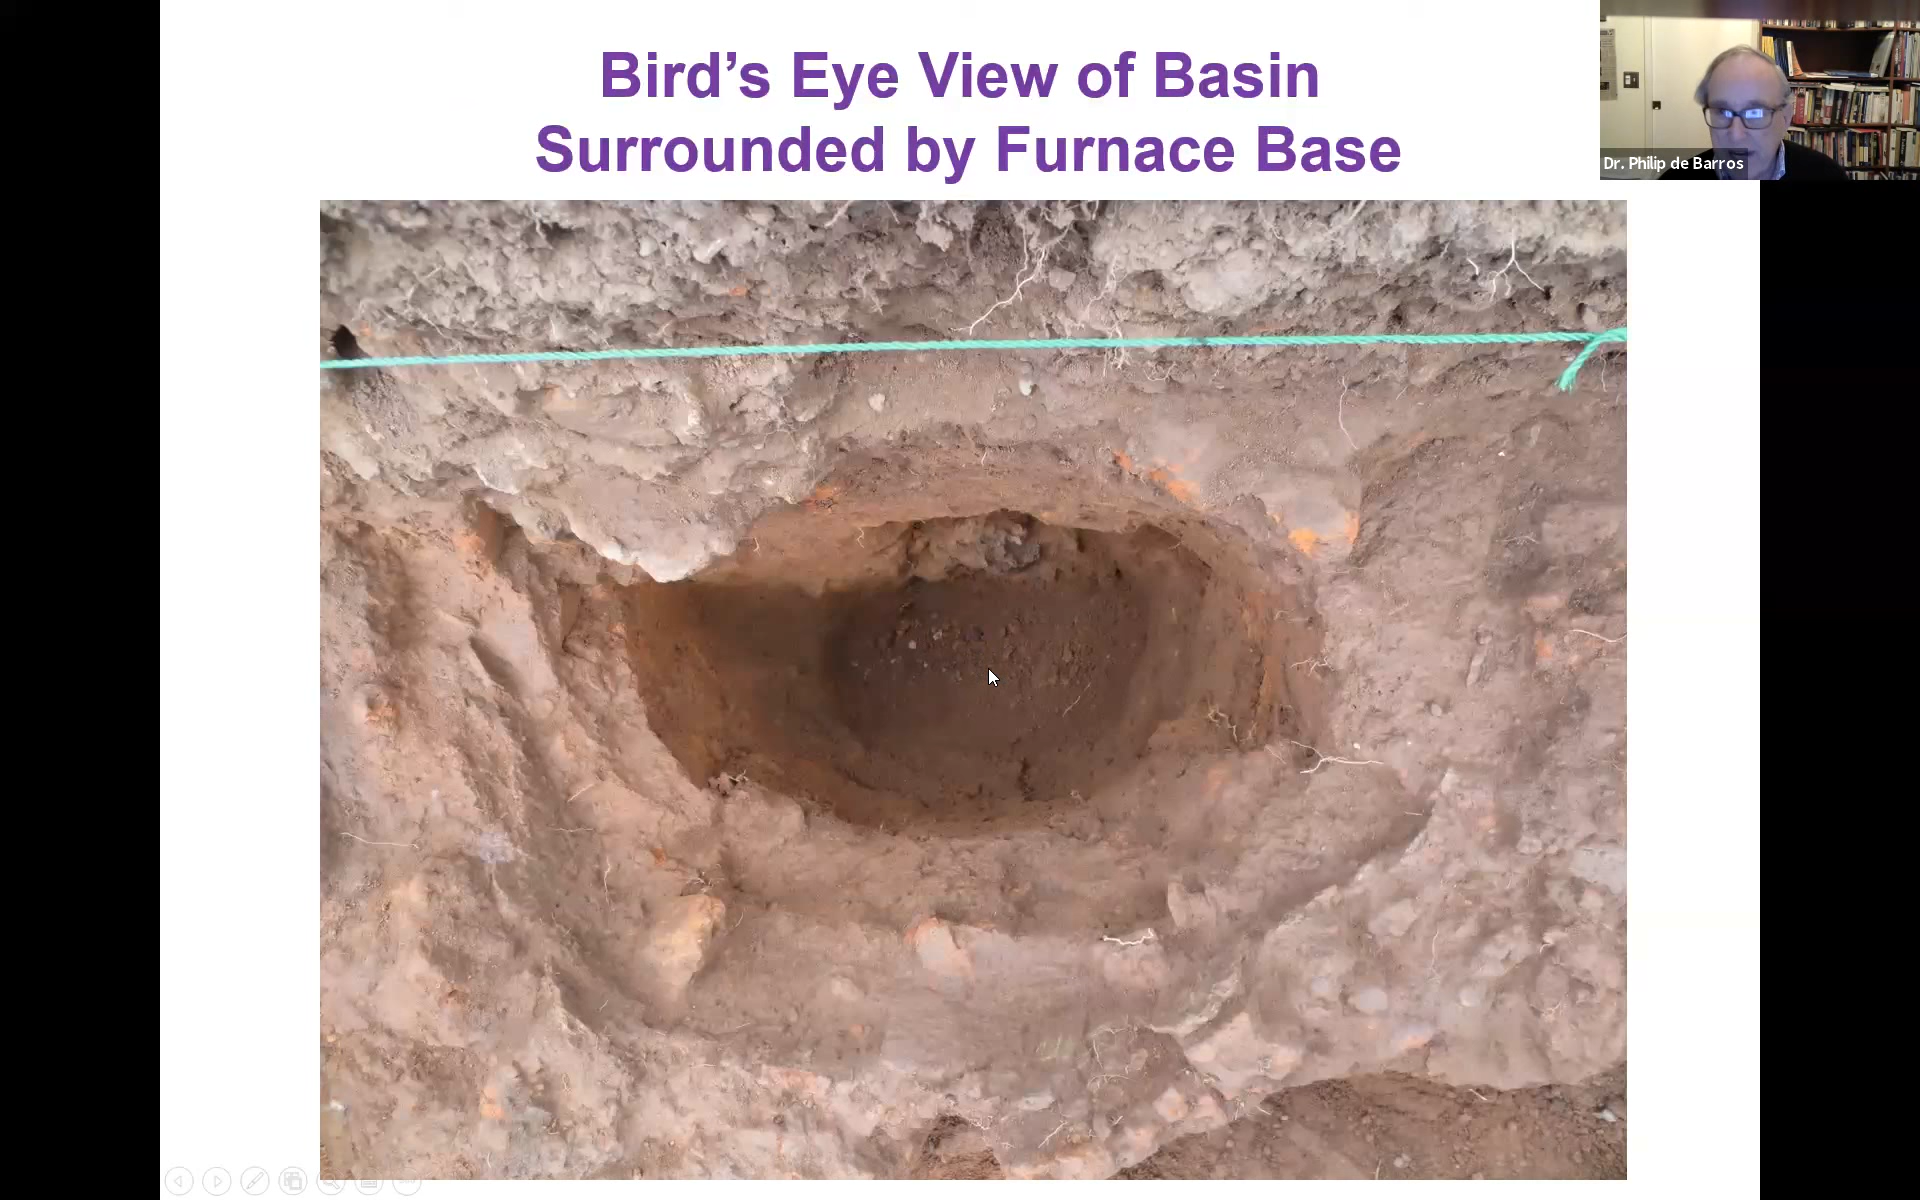 Bird’s Eye View of Basin
Surrounded by Furnace Base
Dr. Philip de Barros